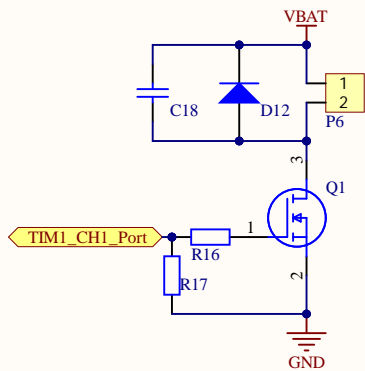 VBAT
1
2
C18
D12
P6
3
Q1
TIM1_CH1_Port
1
R16
2
R17
GND